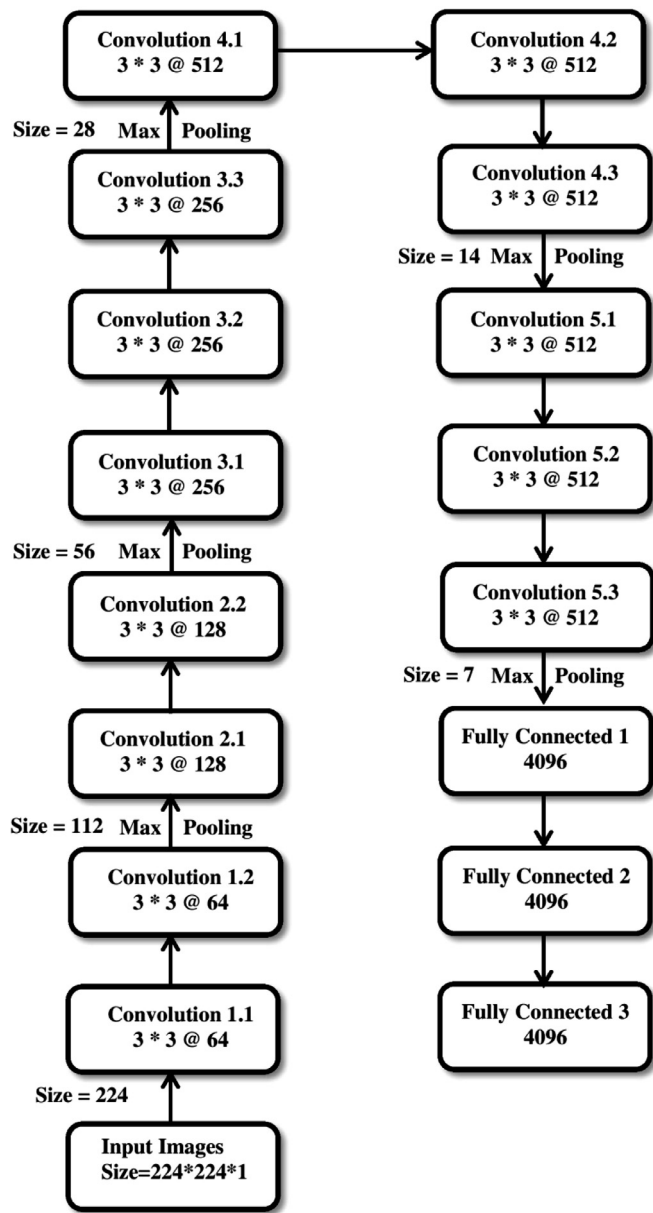 Convolution 4.1
3 * 3 @ 512
Size = 28 Max Pooling
Convolution 3.3
3 * 3 @ 256
Convolution 3.2
3 * 3 @ 256
Convolution 3.1
3 * 3 @ 256
Size = 56 Max Pooling
Convolution 2.2
3 * 3 @ 128
Convolution 2.1
3 * 3 @ 128
Size = 112 Max Pooling
Convolution 1.2
3 * 3 @ 64
Convolution 1.1
3 * 3 @ 64
Size = 224
Input Images
Size=224*224*1
Convolution 4.2
3 * 3 @ 512
Convolution 4.3
3 * 3 @ 512
Size = 14 Max Pooling
Convolution 5.1
3 * 3 @ 512
Convolution 5.2
3 * 3 @ 512
Convolution 5.3
3 * 3 @ 512
Size = 7 Max Pooling
Fully Connected 1
4096
Fully Connected 2
4096
Fully Connected 3
4096